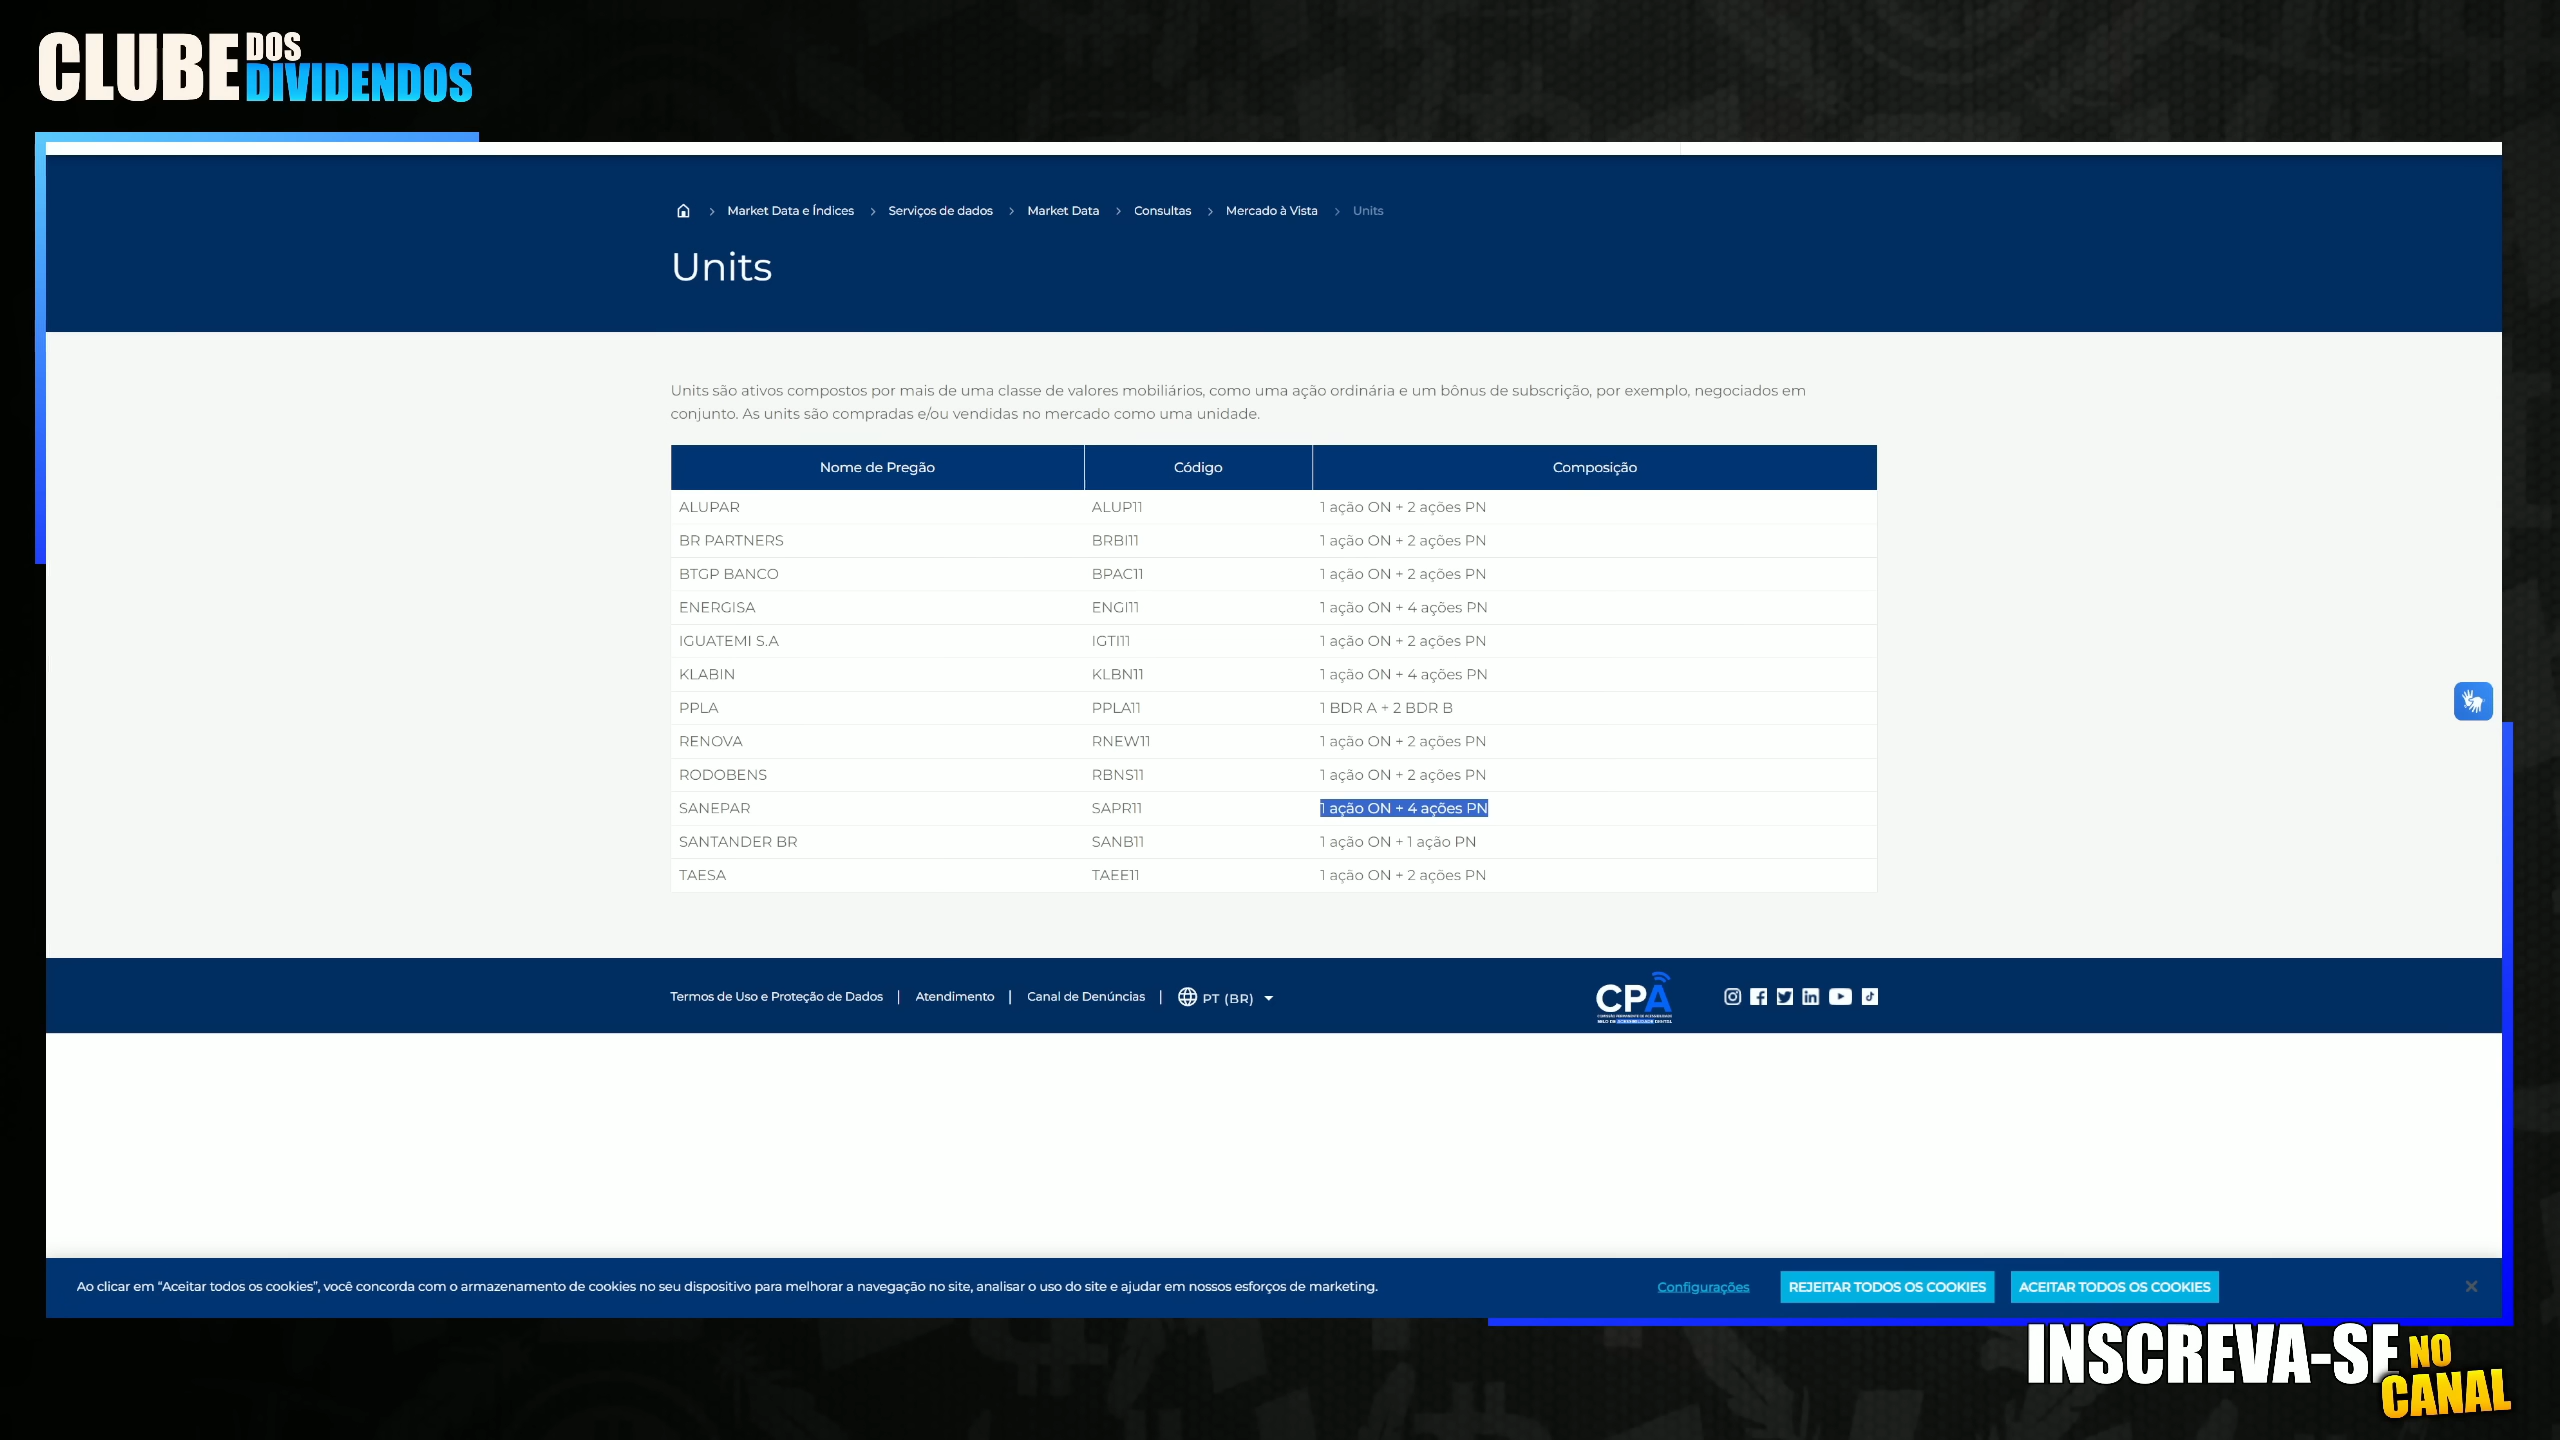 CLUBE DOS DIVIDENDOS
Market Data e Índices > Serviços de dados > Market Data > Consultas > Mercado à Vista > Units
Units
Units são ativos compostos por mais de uma classe de valores mobiliários, como uma ação ordinária e um bônus de subscrição, por exemplo, negociados em
conjunto. As units são compradas e/ou vendidas no mercado como uma unidade.
Nome de Pregão Código Composição
ALUPAR ALUP11 1 ação ON + 2 ações PN
BR PARTNERS BRBI11 1 ação ON + 2 ações PN
BTGP BANCO BPAC11 1 ação ON + 2 ações PN
ENERGISA ENGI11 1 ação ON + 4 ações PN
IGUATEMI S.A IGTI11 1 ação ON + 2 ações PN
KLABIN KLBN11 1 ação ON + 4 ações PN
PPLA PPLA11 1 BDR A + 2 BDR B
RENOVA RNEW11 1 ação ON + 2 ações PN
RODOBENS RBNS11 1 ação ON + 2 ações PN
SANEPAR SAPR11 1 ação ON + 4 ações PN
SANTANDER BR SANB11 1 ação ON + 1 ação PN
TAESA TAEE11 1 ação ON + 2 ações PN
Termos de Uso e Proteção de Dados | Atendimento | Canal de Denúncias | PT (BR)
CPA
Ao clicar em “Aceitar todos os cookies”, você concorda com o armazenamento de cookies no seu dispositivo para melhorar a navegação no site, analisar o uso do site e ajudar em nossos esforços de marketing.
Configurações REJEITAR TODOS OS COOKIES ACEITAR TODOS OS COOKIES
INSCREVA-SE NO CANAL